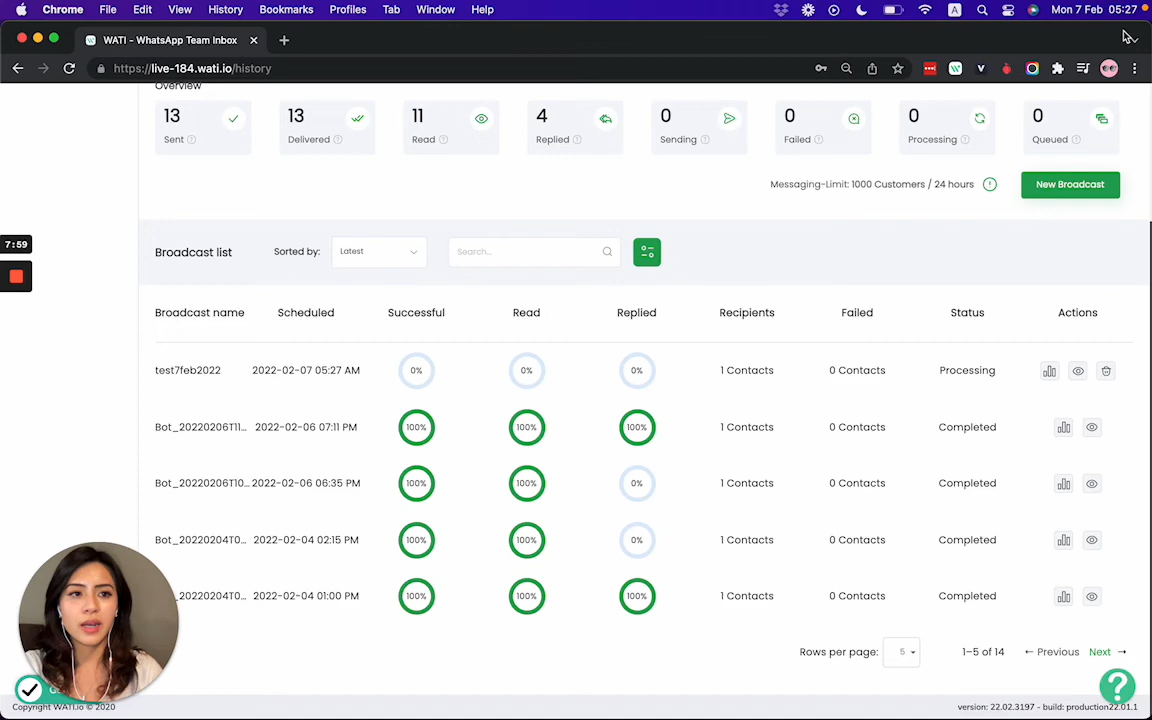 Chrome File Edit View History Bookmarks Profiles Tab Window Help A Mon 7 Feb 05:27
WATI - WhatsApp Team Inbox
https://live-184.wati.io/history
Overview
13 13 11 4 0 0 0 0
Sent Delivered Read Replied Sending Failed Processing Queued
Messaging-Limit: 1000 Customers / 24 hours New Broadcast
7:59
Broadcast list Sorted by: Latest Search...
Broadcast name Scheduled Successful Read Replied Recipients Failed Status Actions
test7feb2022 2022-02-07 05:27 AM 0% 0% 0% 1 Contacts 0 Contacts Processing
Bot_20220206T11... 2022-02-06 07:11 PM 100% 100% 100% 1 Contacts 0 Contacts Completed
Bot_20220206T10... 2022-02-06 06:35 PM 100% 100% 0% 1 Contacts 0 Contacts Completed
Bot_20220204T0... 2022-02-04 02:15 PM 100% 100% 0% 1 Contacts 0 Contacts Completed
_20220204T0... 2022-02-04 01:00 PM 100% 100% 100% 1 Contacts 0 Contacts Completed
Rows per page: 5 1-5 of 14 ← Previous Next →
Copyright WATI.io © 2020 version: 22.02.3197 - build: production22.01.1